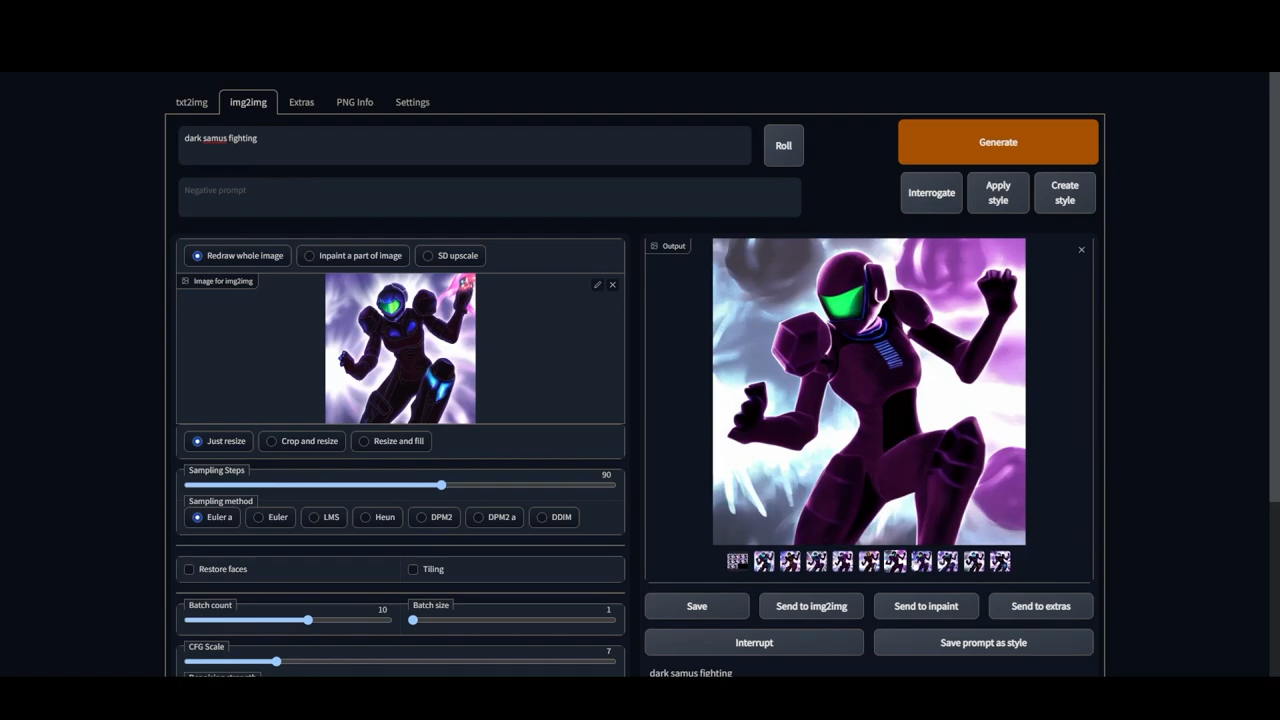 txt2img img2img Extras PNG Info Settings
dark samus fighting
Roll
Generate
Negative prompt
Interrogate
Apply style
Create style
Redraw whole image Inpaint a part of image SD upscale
Image for img2img
Output
Just resize Crop and resize Resize and fill
Sampling Steps 90
Sampling method
Euler a Euler LMS Heun DPM2 DPM2 a DDIM
Restore faces Tiling
Batch count 10 Batch size 1
CFG Scale 7
Save Send to img2img Send to inpaint Send to extras
Interrupt Save prompt as style
dark samus fighting